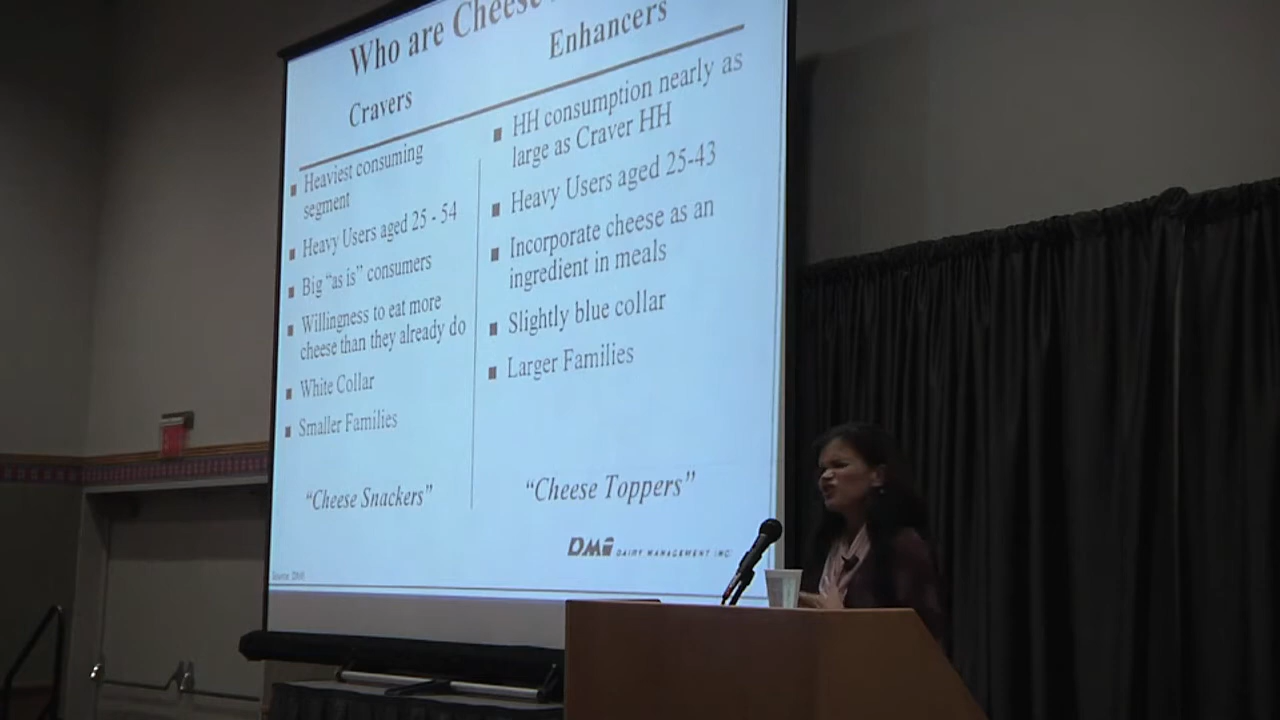 Who are Cheese
Cravers
Enhancers
Heaviest consuming
segment
Heavy Users aged 25 - 54
Big “as is” consumers
Willingness to eat more
cheese than they already do
White Collar
Smaller Families
“Cheese Snackers”
HH consumption nearly as
large as Craver HH
Heavy Users aged 25-43
Incorporate cheese as an
ingredient in meals
Slightly blue collar
Larger Families
“Cheese Toppers”
DMI DAIRY MANAGEMENT INC